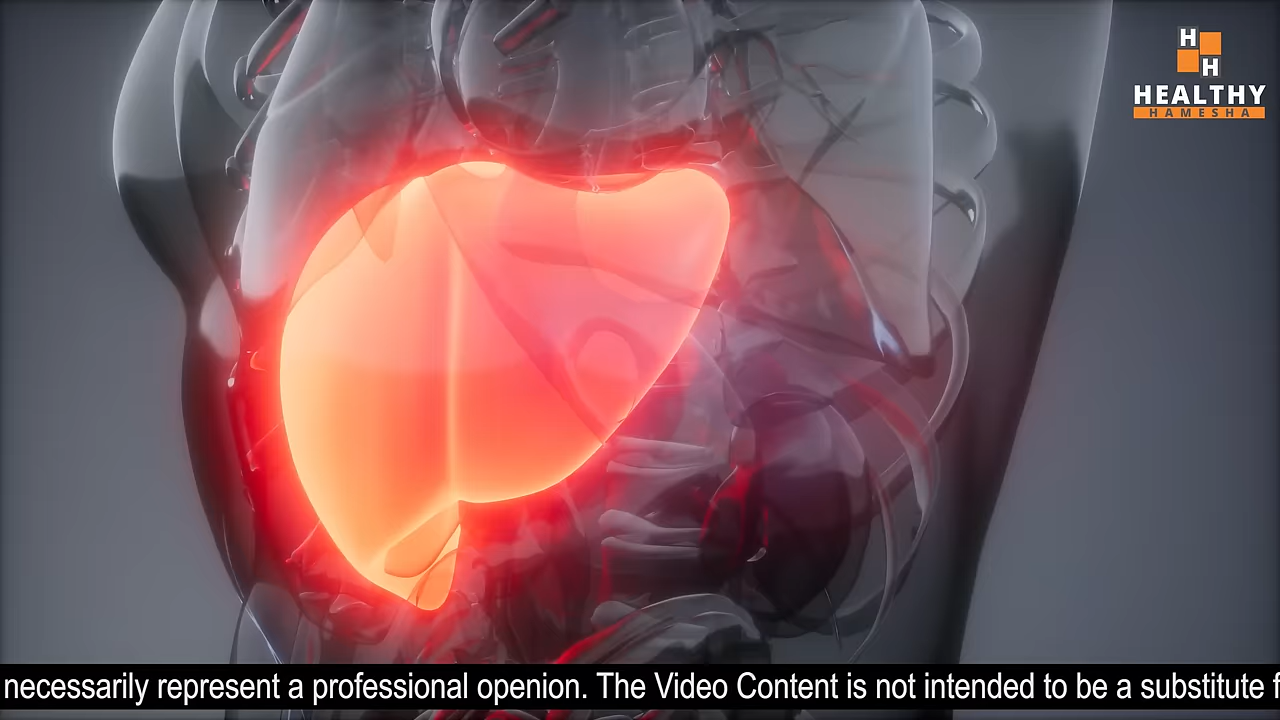 H
H
HEALTHY
HAMESHA
necessarily represent a professional openion. The Video Content is not intended to be a substitute f